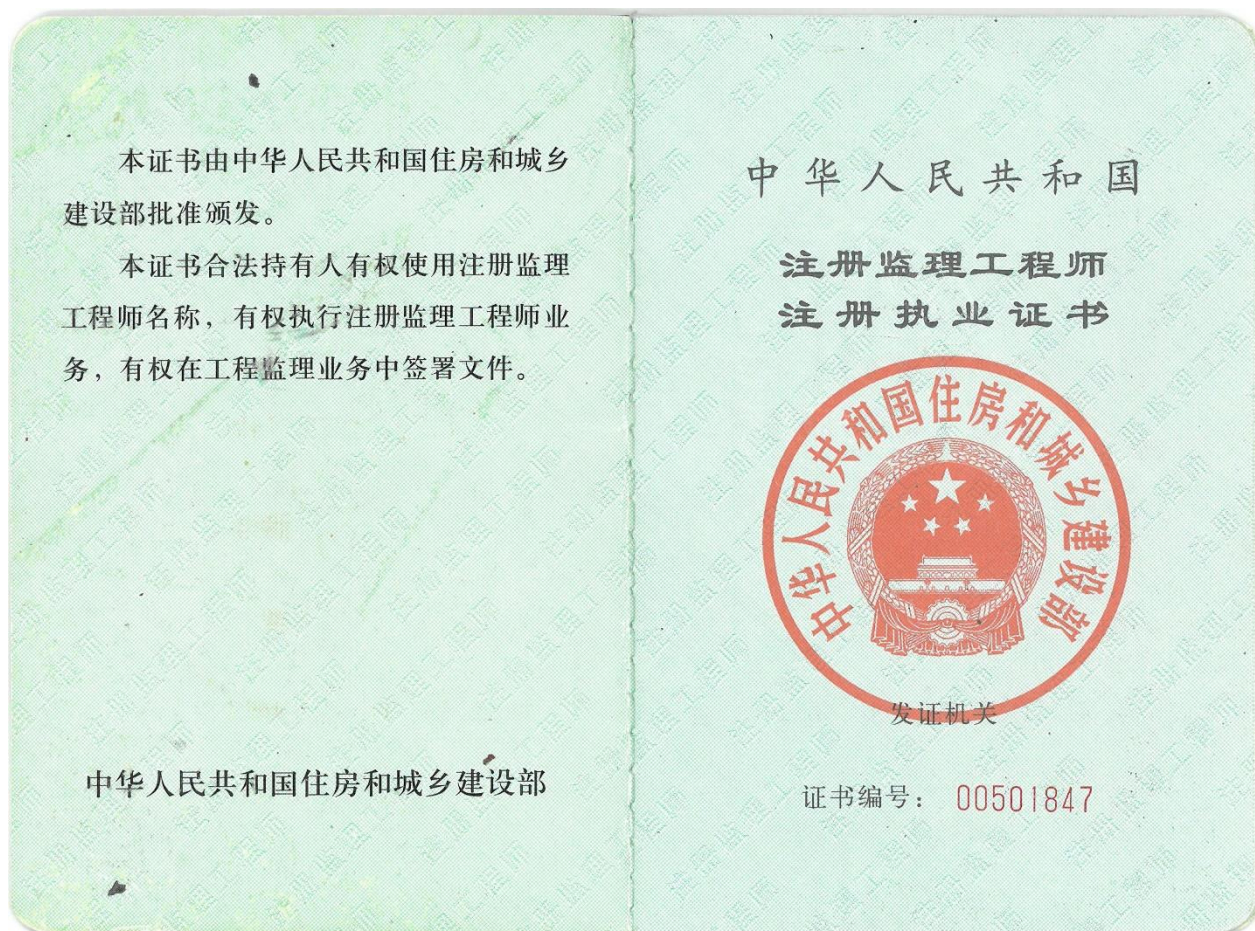 本证书由中华人民共和国住房和城乡
建设部批准颁发。
本证书合法持有人有权使用注册监理
工程师名称，有权执行注册监理工程师业
务，有权在工程监理业务中签署文件。
中华人民共和国住房和城乡建设部
中华人民共和国
注册监理工程师
注册执业证书
中华人民共和国住房和城乡建设部
发证机关
证书编号： 00501847